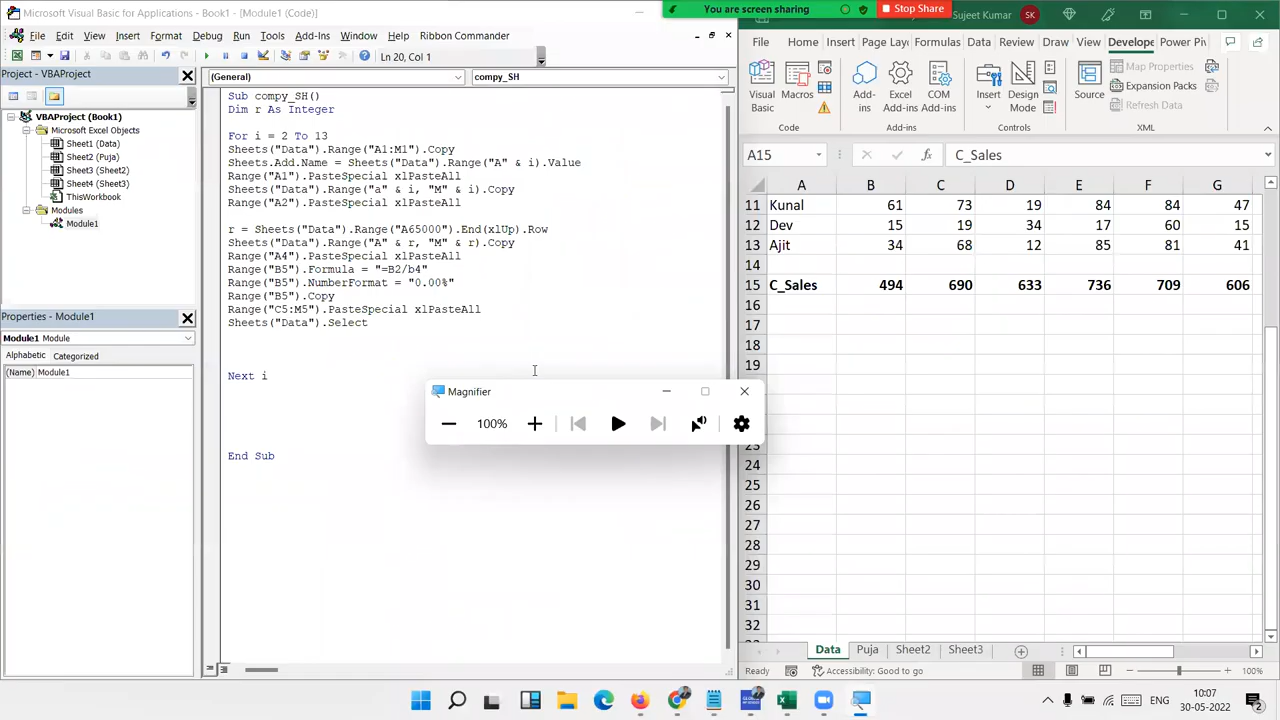 Microsoft Visual Basic for Applications - Book1 - [Module1 (Code)]
You are screen sharing
Stop Share
Sujeet Kumar
SK
File Edit View Insert Format Debug Run Tools Add-Ins Window Help Ribbon Commander
Ln 20, Col 1
File Home Insert Page Layo Formulas Data Review Draw View Develope Power Piv
Visual Basic
Macros
Code
Add-ins
Excel Add-ins
COM Add-ins
Add-ins
Insert
Design Mode
Controls
Source
Map Properties
Expansion Packs
Refresh Data
XML
Project - VBAProject
VBAProject (Book1)
Microsoft Excel Objects
Sheet1 (Data)
Sheet2 (Puja)
Sheet3 (Sheet2)
Sheet4 (Sheet3)
ThisWorkbook
Modules
Module1
Properties - Module1
Module1 Module
Alphabetic Categorized
(Name) Module1
(General)
compy_SH
Sub compy_SH()
Dim r As Integer
For i = 2 To 13
Sheets("Data").Range("A1:M1").Copy
Sheets.Add.Name = Sheets("Data").Range("A" & i).Value
Range("A1").PasteSpecial xlPasteAll
Sheets("Data").Range("a" & i, "M" & i).Copy
Range("A2").PasteSpecial xlPasteAll
r = Sheets("Data").Range("A65000").End(xlUp).Row
Sheets("Data").Range("A" & r, "M" & r).Copy
Range("A4").PasteSpecial xlPasteAll
Range("B5").Formula = "=B2/b4"
Range("B5").NumberFormat = "0.00%"
Range("B5").Copy
Range("C5:M5").PasteSpecial xlPasteAll
Sheets("Data").Select
Next i
End Sub
Magnifier
100%
A15
fx
C_Sales
A B C D E F G
11 Kunal 61 73 19 84 84 47
12 Dev 15 19 34 17 60 15
13 Ajit 34 68 12 85 81 41
14
15 C_Sales 494 690 633 736 709 606
16
17
18
19
23
24
25
26
27
28
29
30
31
32
Data Puja Sheet2 Sheet3
Ready
Accessibility: Good to go
100%
ENG
10:07
30-05-2022
2